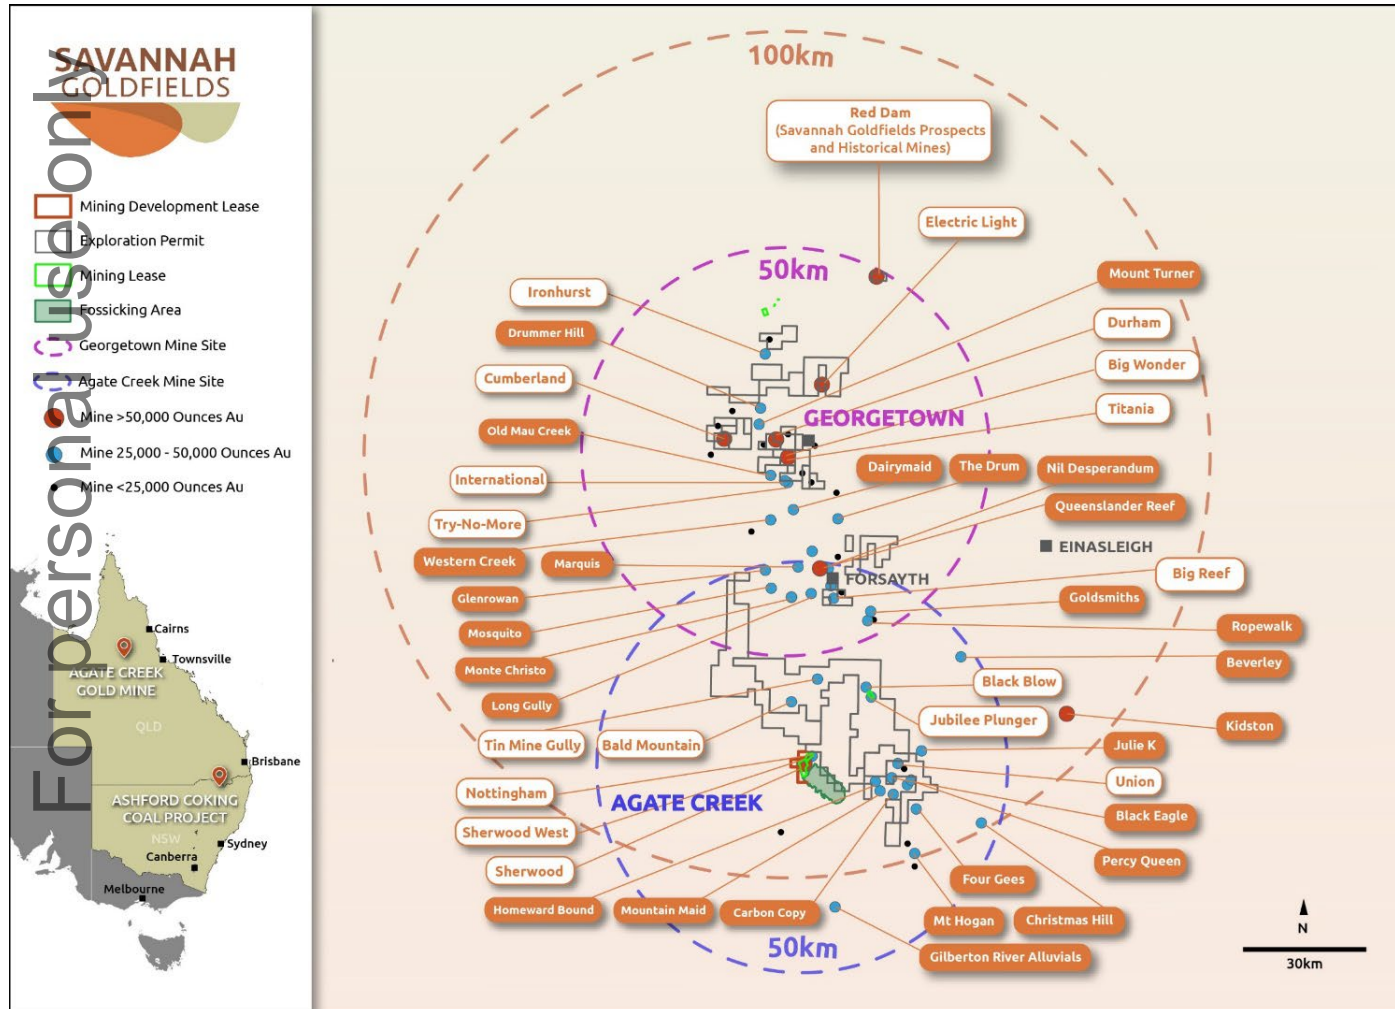 For personal use only
SAVANNAH
GOLDFIELDS
Mining Development Lease
Exploration Permit
Mining Lease
Fossicking Area
Georgetown Mine Site
Agate Creek Mine Site
Mine >50,000 Ounces Au
Mine 25,000 - 50,000 Ounces Au
Mine <25,000 Ounces Au
Cairns
Townsville
AGATE CREEK
GOLD MINE
QLD
Brisbane
ASHFORD COKING
COAL PROJECT
NSW
Sydney
Canberra
Melbourne
100km
Red Dam
(Savannah Goldfields Prospects
and Historical Mines)
Electric Light
50km
Mount Turner
Ironhurst
Durham
Drummer Hill
Big Wonder
Cumberland
Titania
GEORGETOWN
Old Mau Creek
Dairymaid
The Drum
Nil Desperandum
International
Queenslander Reef
Try-No-More
EINASLEIGH
Western Creek
Marquis
Big Reef
FORSAYTH
Glenrowan
Goldsmiths
Mosquito
Ropewalk
Monte Christo
Beverley
Black Blow
Long Gully
Jubilee Plunger
Kidston
Tin Mine Gully
Bald Mountain
Julie K
Union
Nottingham
AGATE CREEK
Black Eagle
Sherwood West
Percy Queen
Sherwood
Four Gees
Homeward Bound
Mountain Maid
Carbon Copy
Mt Hogan
Christmas Hill
50km
Gilberton River Alluvials
N
30km